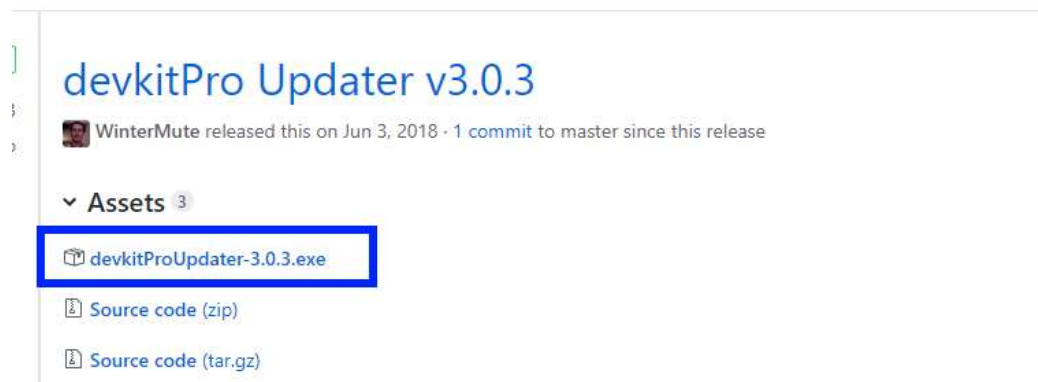 devkitPro Updater v3.0.3
WinterMute released this on Jun 3, 2018 · 1 commit to master since this release
Assets 3
devkitProUpdater-3.0.3.exe
Source code (zip)
Source code (tar.gz)